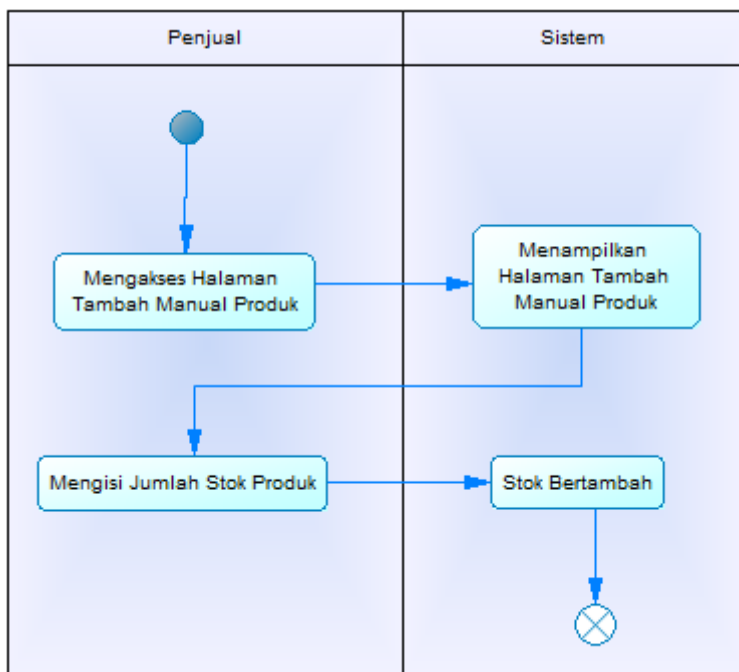 Penjual
Sistem
Mengakses Halaman
Tambah Manual Produk
Menampilkan
Halaman Tambah
Manual Produk
Mengisi Jumlah Stok Produk
Stok Bertambah